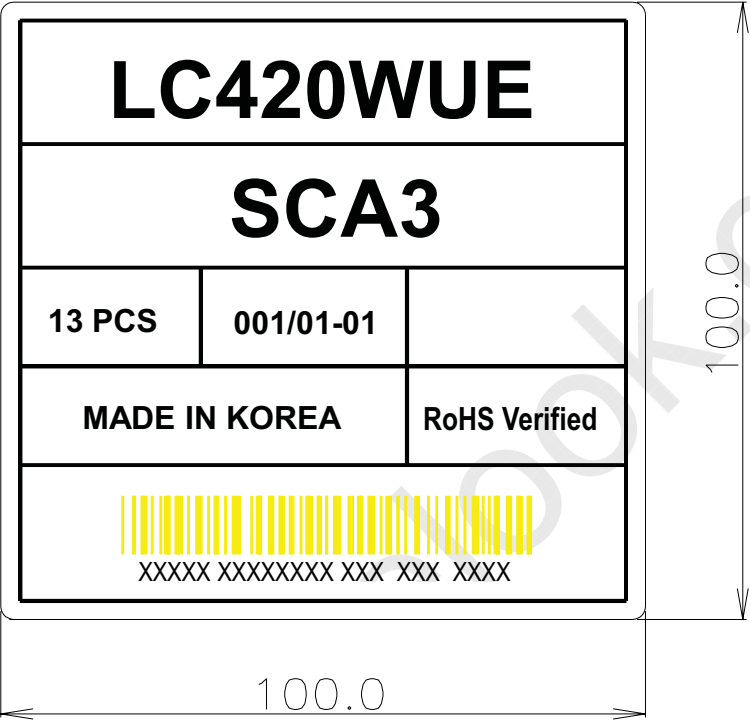 LC420WUE
SCA3
13 PCS
001/01-01
MADE IN KOREA
RoHS Verified
XXXXX XXXXXXXX XXX XXX XXXX
100.0
100.0
look.c